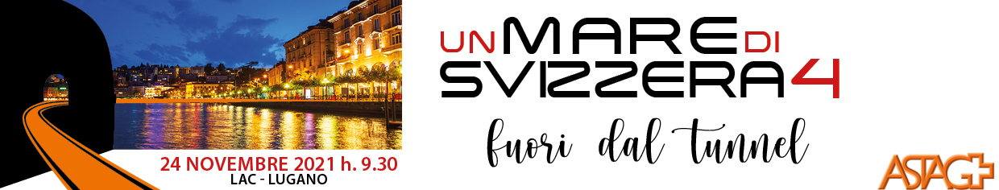 UN MARE DI
SVIZZERA 4
fuori dal tunnel
24 NOVEMBRE 2021 h. 9.30
LAC - LUGANO
ASTAG